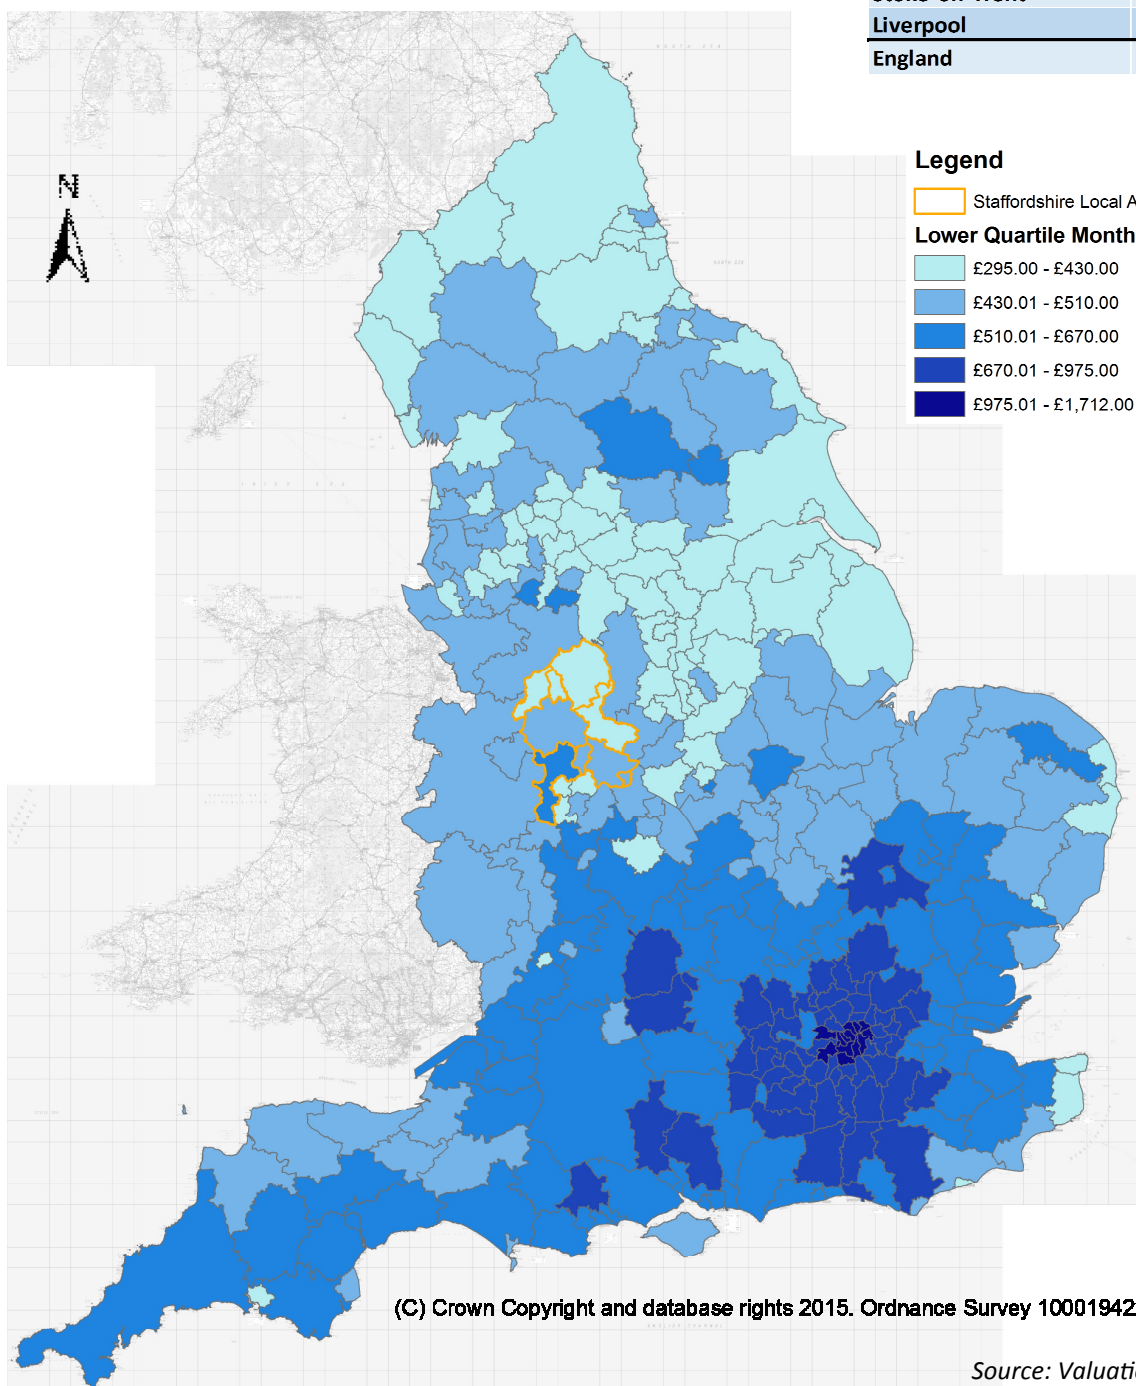 Liverpool
England
N
Legend
Staffordshire Local A
Lower Quartile Month
£295.00 - £430.00
£430.01 - £510.00
£510.01 - £670.00
£670.01 - £975.00
£975.01 - £1,712.00
(C) Crown Copyright and database rights 2015. Ordnance Survey 10001942
Source: Valuati